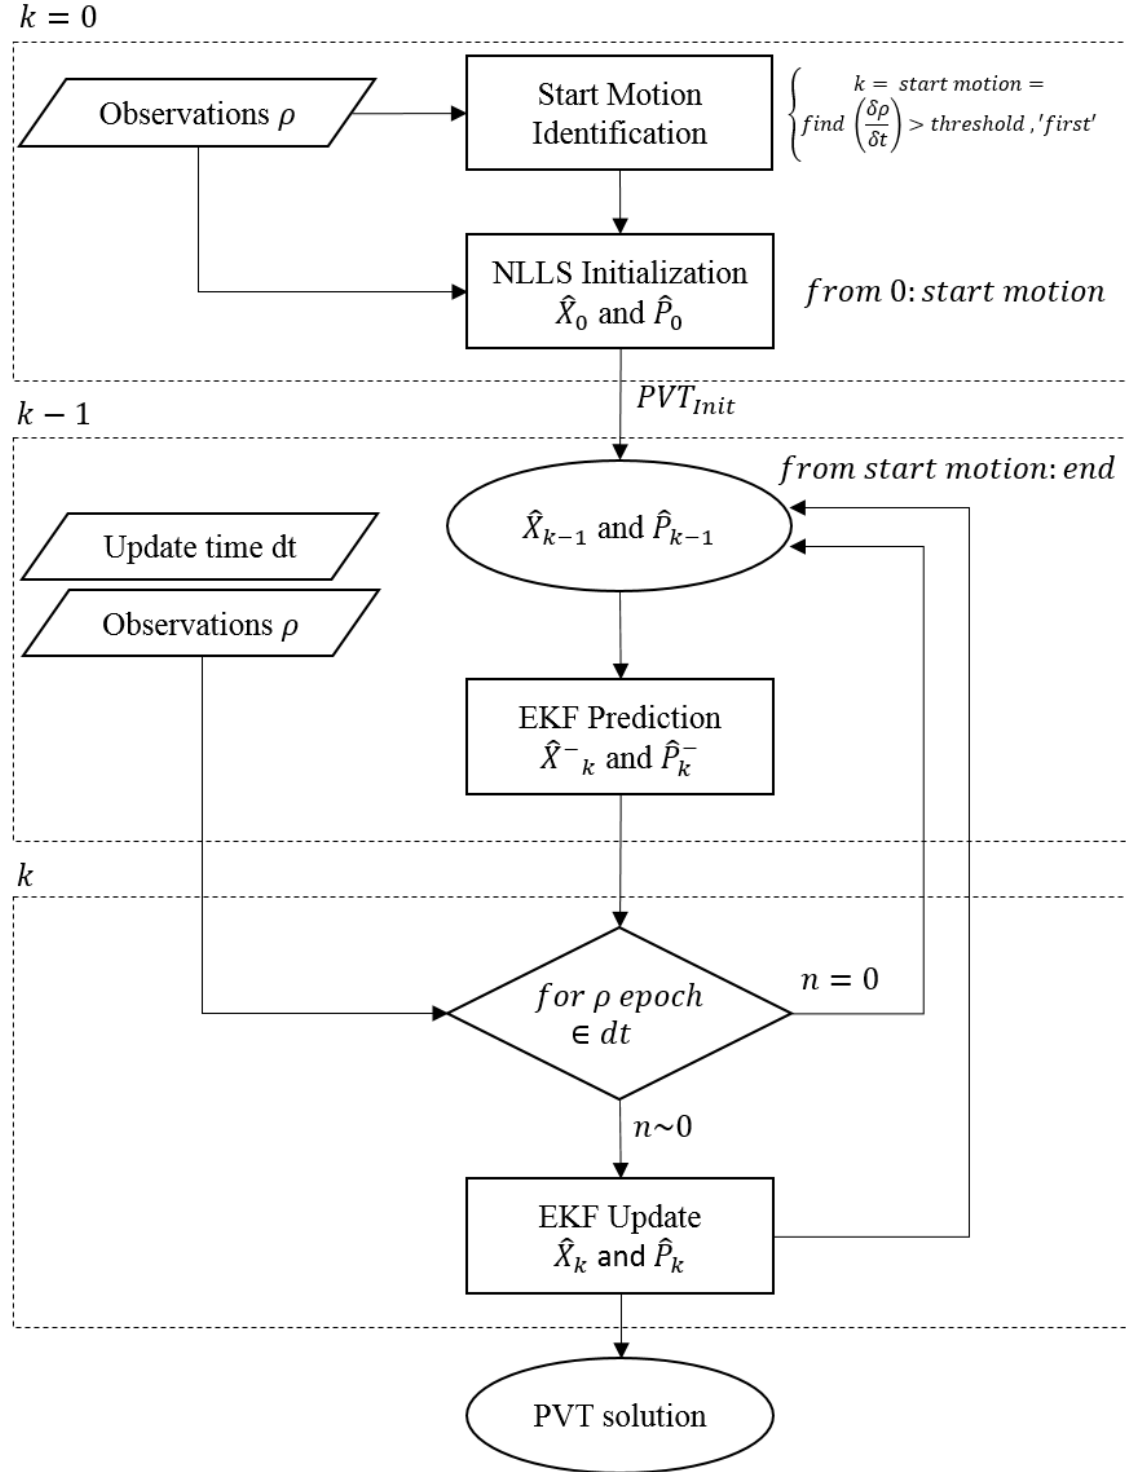 k = 0
Observations ρ
Start Motion
Identification
k = start motion =
find (δρ/δt) > threshold ,'first'
NLLS Initialization
X̂₀ and P̂₀
from 0: start motion
PVT_Init
k − 1
from start motion: end
X̂ₖ₋₁ and P̂ₖ₋₁
Update time dt
Observations ρ
EKF Prediction
X̂⁻ₖ and P̂ₖ⁻
k
for ρ epoch
∈ dt
n = 0
n~0
EKF Update
X̂ₖ and P̂ₖ
PVT solution